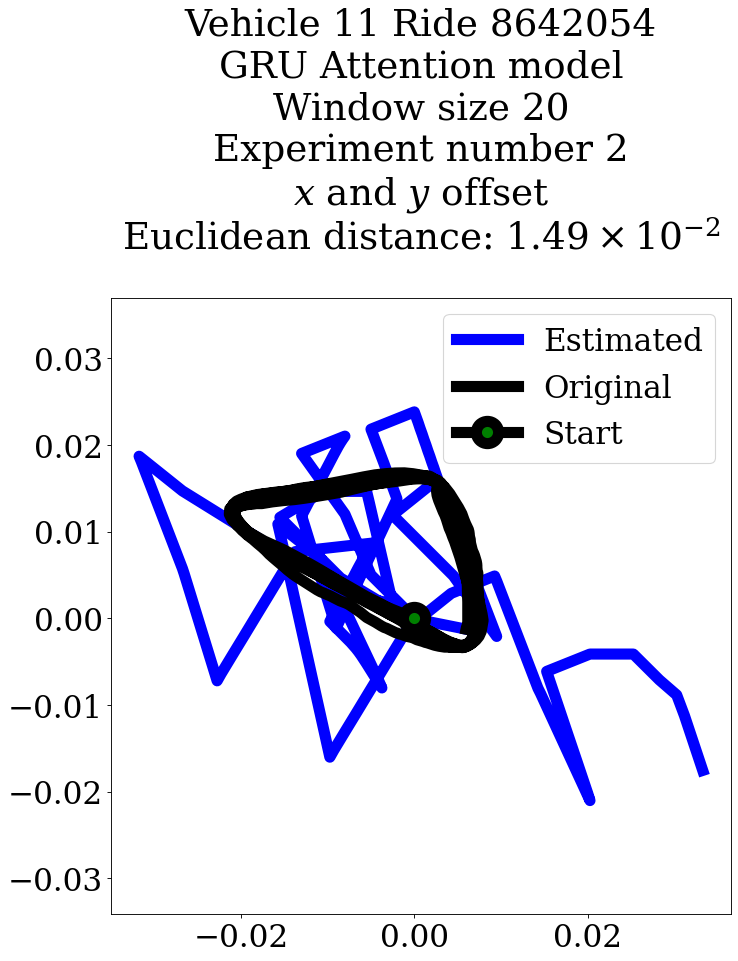 Vehicle 11 Ride 8642054
GRU Attention model
Window size 20
Experiment number 2
x and y offset
Euclidean distance: 1.49 × 10⁻²
Estimated
Original
Start
0.03
0.02
0.01
0.00
−0.01
−0.02
−0.03
−0.02 0.00 0.02